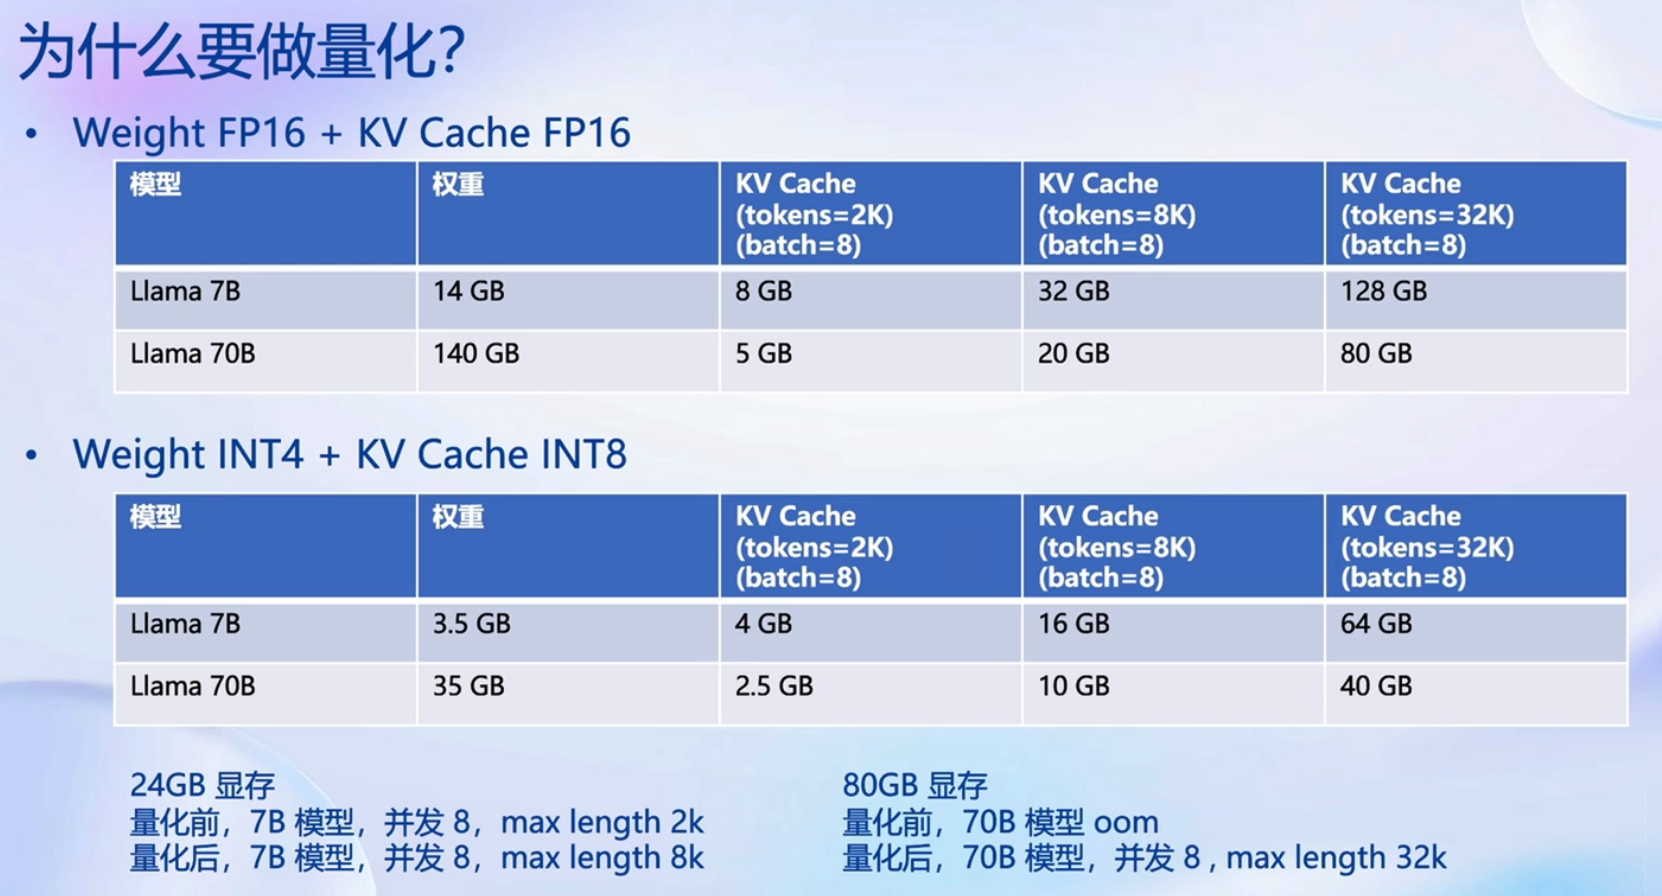 为什么要做量化？
• Weight FP16 + KV Cache FP16
模型 权重 KV Cache (tokens=2K) (batch=8) KV Cache (tokens=8K) (batch=8) KV Cache (tokens=32K) (batch=8)
Llama 7B 14 GB 8 GB 32 GB 128 GB
Llama 70B 140 GB 5 GB 20 GB 80 GB
• Weight INT4 + KV Cache INT8
模型 权重 KV Cache (tokens=2K) (batch=8) KV Cache (tokens=8K) (batch=8) KV Cache (tokens=32K) (batch=8)
Llama 7B 3.5 GB 4 GB 16 GB 64 GB
Llama 70B 35 GB 2.5 GB 10 GB 40 GB
24GB 显存
量化前，7B 模型，并发 8，max length 2k
量化后，7B 模型，并发 8，max length 8k
80GB 显存
量化前，70B 模型 oom
量化后，70B 模型，并发 8 , max length 32k